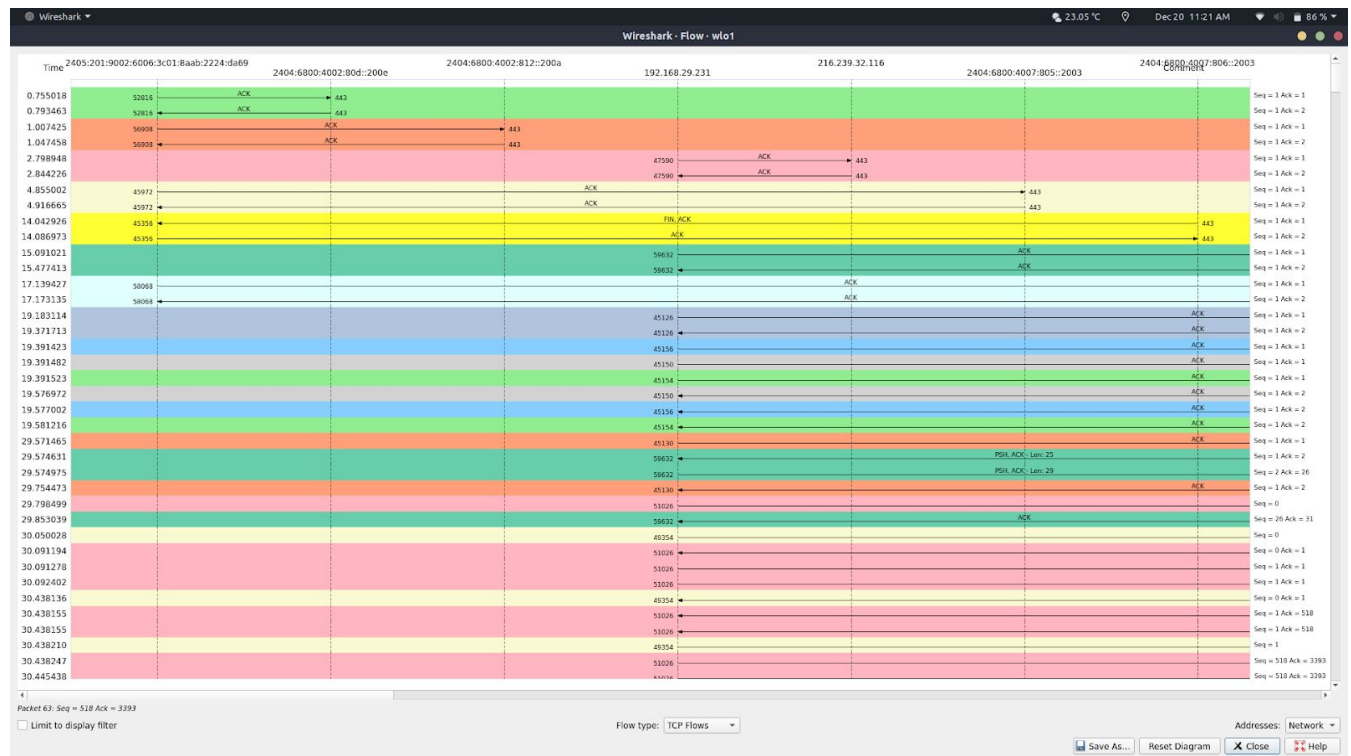 Wireshark
23.05 °C
Dec 20 11:21 AM
86 %
Wireshark · Flow · wlo1
Time 2405:201:9002:6006:3c01:8aab:2224:da69 2404:6800:4002:80d::200e 2404:6800:4002:812::200a 192.168.29.231 216.239.32.116 2404:6800:4007:805::2003 2404:6800:4007:806::2003 Comment
0.755018 52816 ACK 443 Seq = 1 Ack = 1
0.793463 52816 ACK 443 Seq = 1 Ack = 2
1.007425 56908 ACK 443 Seq = 1 Ack = 1
1.047458 56908 ACK 443 Seq = 1 Ack = 2
2.798948 47590 ACK 443 Seq = 1 Ack = 1
2.844226 47590 ACK 443 Seq = 1 Ack = 2
4.855002 45972 ACK 443 Seq = 1 Ack = 1
4.916665 45972 ACK 443 Seq = 1 Ack = 2
14.042926 45356 FIN, ACK 443 Seq = 1 Ack = 1
14.086973 45356 ACK 443 Seq = 1 Ack = 2
15.091021 59632 ACK Seq = 1 Ack = 1
15.477413 59632 ACK Seq = 1 Ack = 2
17.139427 58068 ACK Seq = 1 Ack = 1
17.173135 58068 ACK Seq = 1 Ack = 2
19.183114 45126 ACK Seq = 1 Ack = 1
19.371713 45126 ACK Seq = 1 Ack = 2
19.391423 45156 ACK Seq = 1 Ack = 1
19.391482 45150 ACK Seq = 1 Ack = 1
19.391523 45154 ACK Seq = 1 Ack = 1
19.576972 45150 ACK Seq = 1 Ack = 2
19.577002 45156 ACK Seq = 1 Ack = 2
19.581216 45154 ACK Seq = 1 Ack = 2
29.571465 45130 ACK Seq = 1 Ack = 1
29.574631 59632 PSH, ACK - Len: 25 Seq = 1 Ack = 2
29.574975 59632 PSH, ACK - Len: 29 Seq = 2 Ack = 26
29.754473 45130 ACK Seq = 1 Ack = 2
29.798499 51026 Seq = 0
29.853039 59632 ACK Seq = 26 Ack = 31
30.050028 49354 Seq = 0
30.091194 51026 Seq = 0 Ack = 1
30.091278 51026 Seq = 1 Ack = 1
30.092402 51026 Seq = 1 Ack = 1
30.438136 49354 Seq = 0 Ack = 1
30.438155 51026 Seq = 1 Ack = 518
30.438155 51026 Seq = 1 Ack = 518
30.438210 49354 Seq = 1
30.438247 51026 Seq = 518 Ack = 3393
30.445438 51026 Seq = 518 Ack = 3393
Packet 63: Seq = 518 Ack = 3393
Limit to display filter
Flow type: TCP Flows
Addresses: Network
Save As...
Reset Diagram
Close
Help